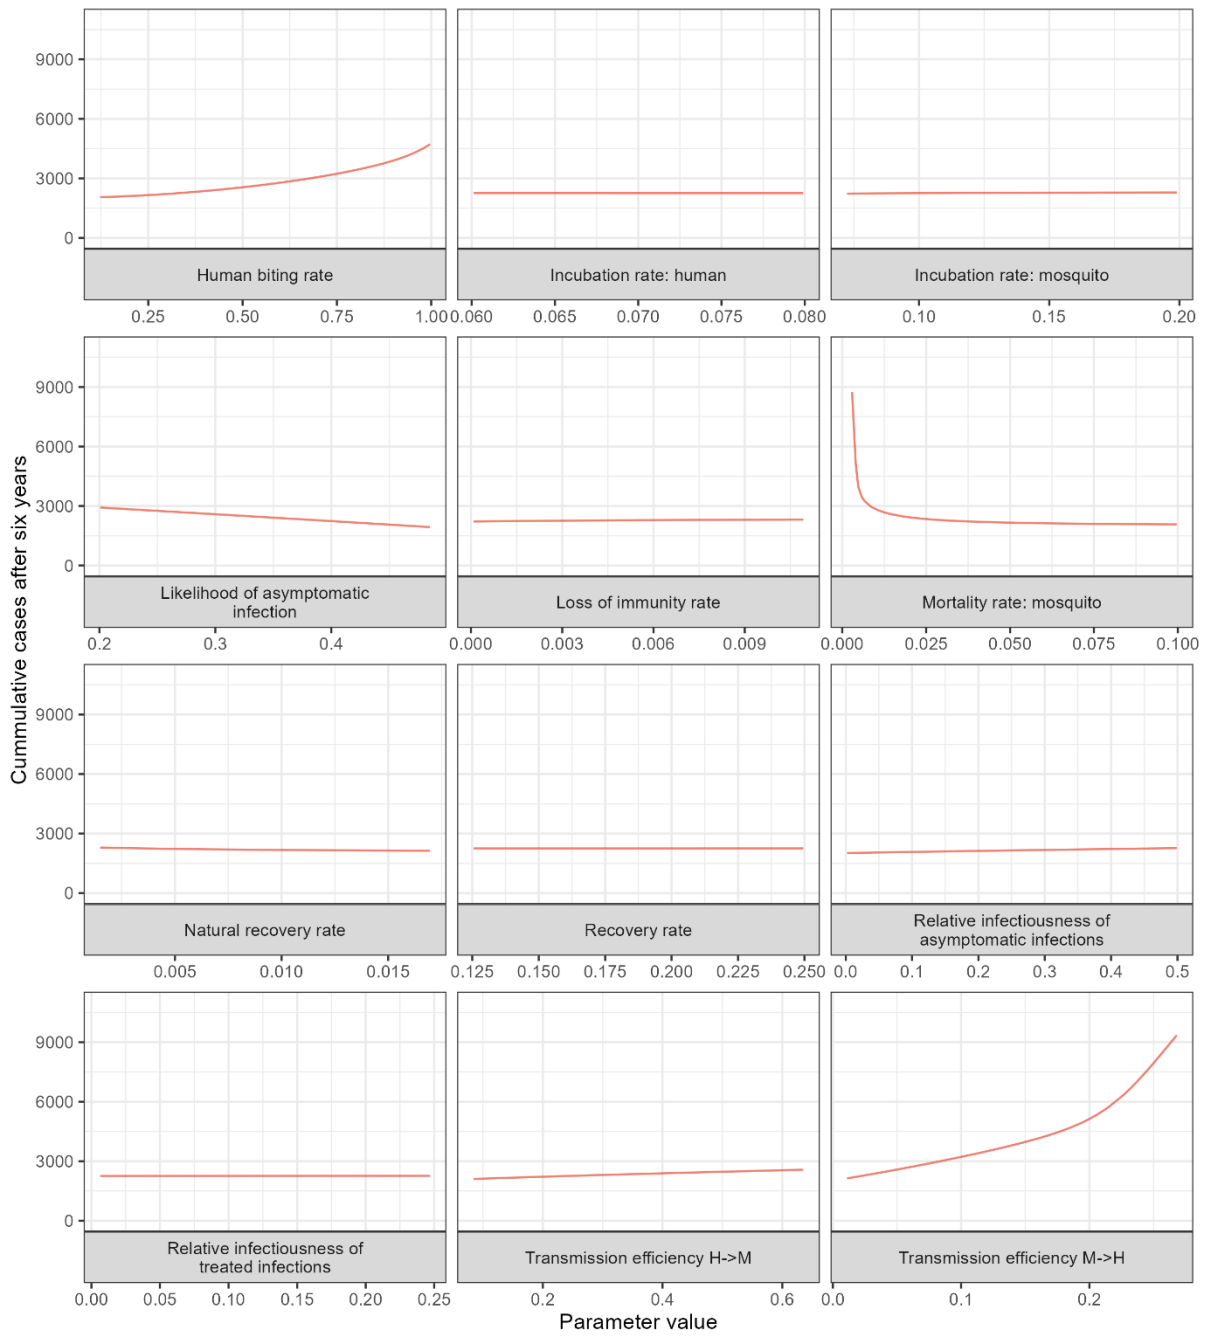 Cummulative cases after six years
9000
6000
3000
0
Human biting rate
Incubation rate: human
Incubation rate: mosquito
0.25 0.50 0.75 1.00
0.060 0.065 0.070 0.075 0.080
0.10 0.15 0.20
9000
6000
3000
0
Likelihood of asymptomatic
infection
Loss of immunity rate
Mortality rate: mosquito
0.2 0.3 0.4
0.000 0.003 0.006 0.009
0.000 0.025 0.050 0.075 0.100
9000
6000
3000
0
Natural recovery rate
Recovery rate
Relative infectiousness of
asymptomatic infections
0.005 0.010 0.015
0.125 0.150 0.175 0.200 0.225 0.250
0.0 0.1 0.2 0.3 0.4 0.5
9000
6000
3000
0
Relative infectiousness of
treated infections
Transmission efficiency H->M
Transmission efficiency M->H
0.00 0.05 0.10 0.15 0.20 0.25
0.2 0.4 0.6
0.0 0.1 0.2
Parameter value